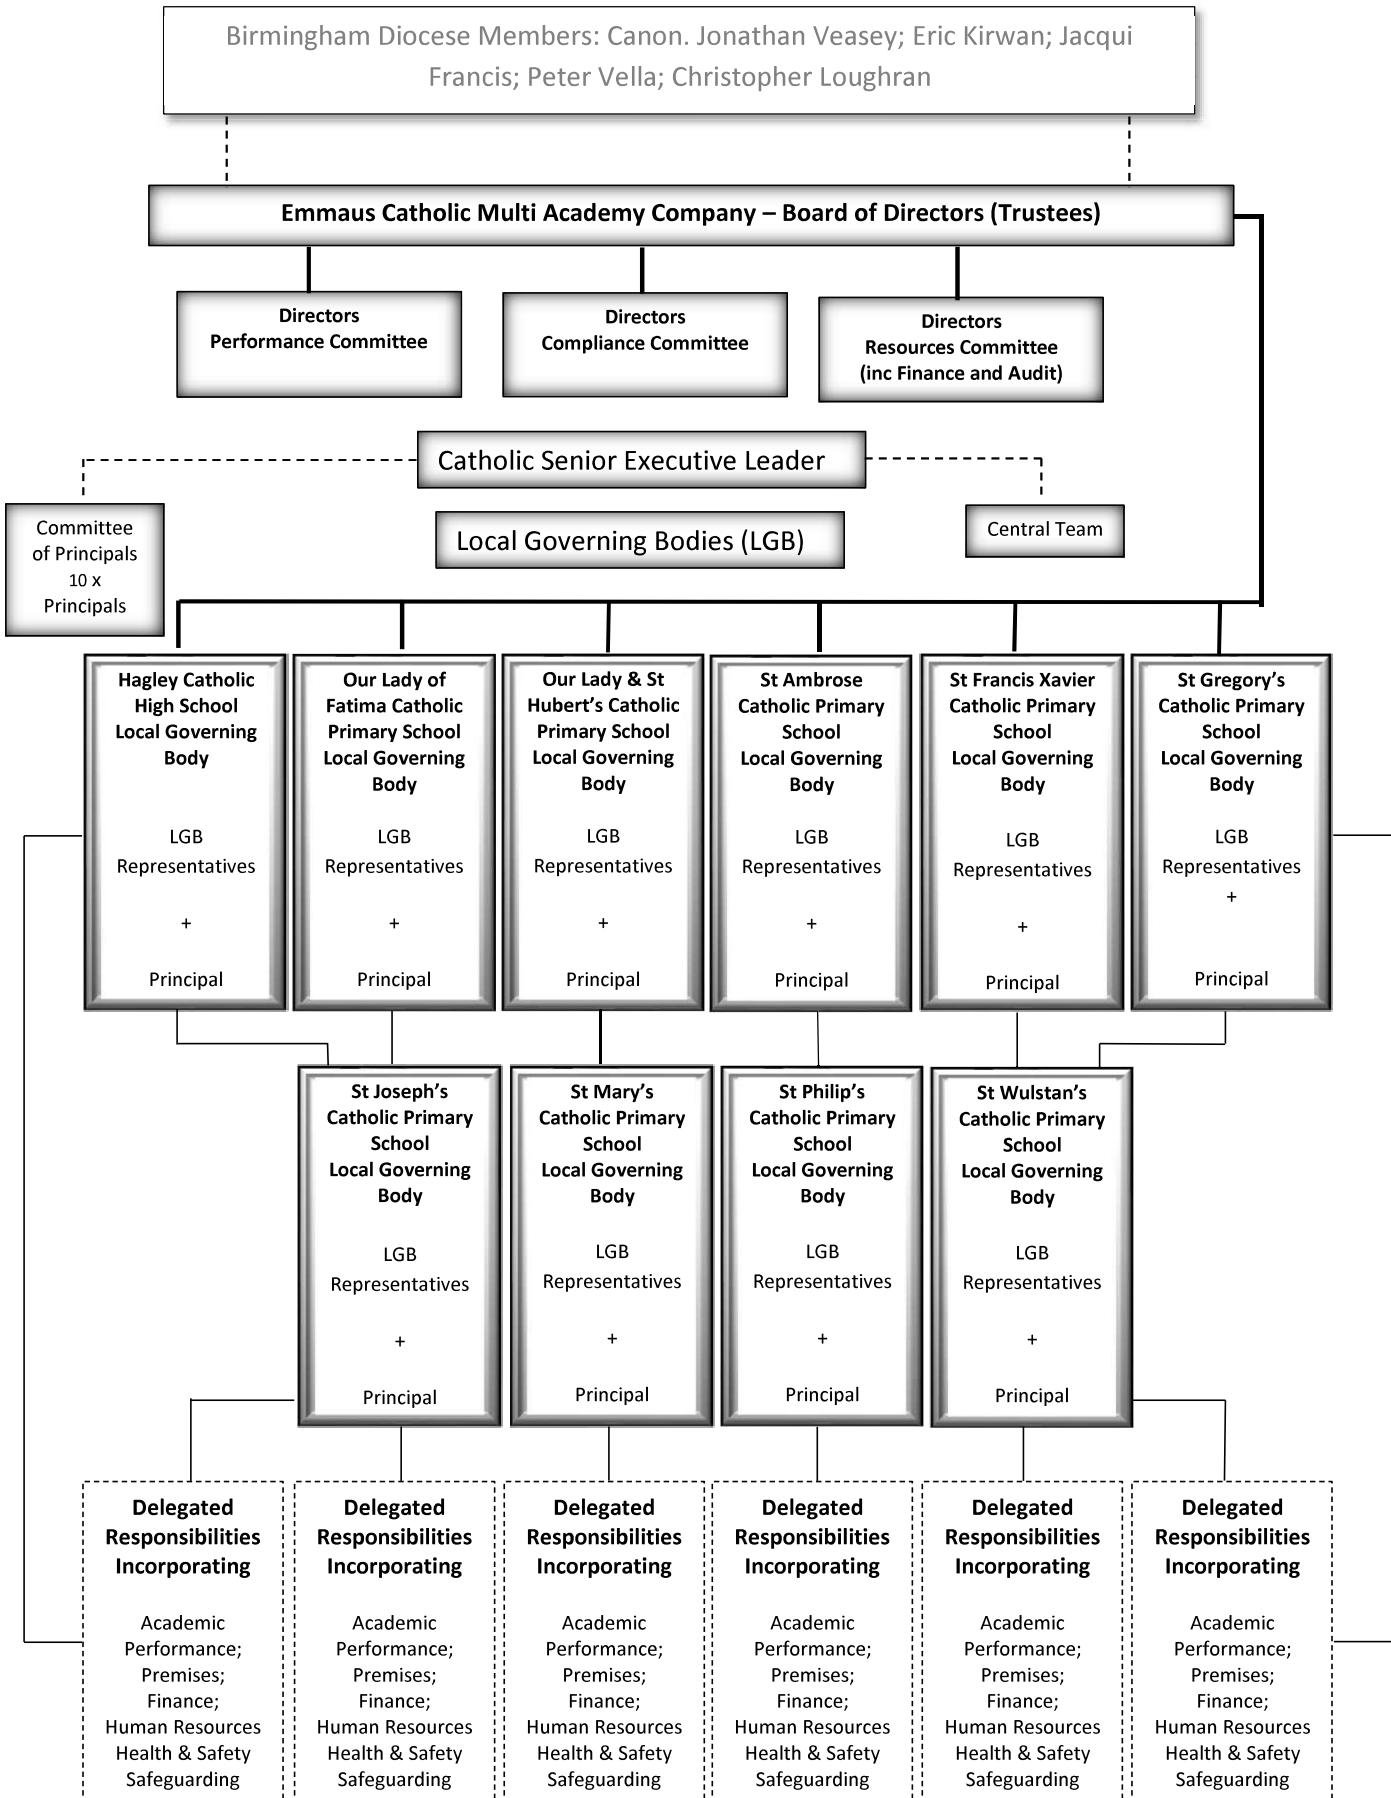 Birmingham Diocese Members: Canon. Jonathan Veasey; Eric Kirwan; Jacqui
Francis; Peter Vella; Christopher Loughran
Emmaus Catholic Multi Academy Company – Board of Directors (Trustees)
Directors
Performance Committee
Directors
Compliance Committee
Directors
Resources Committee
(inc Finance and Audit)
Catholic Senior Executive Leader
Committee
of Principals
10 x
Principals
Local Governing Bodies (LGB)
Central Team
Hagley Catholic
High School
Local Governing
Body
LGB
Representatives
+
Principal
Our Lady of
Fatima Catholic
Primary School
Local Governing
Body
LGB
Representatives
+
Principal
Our Lady & St
Hubert’s Catholic
Primary School
Local Governing
Body
LGB
Representatives
+
Principal
St Ambrose
Catholic Primary
School
Local Governing
Body
LGB
Representatives
+
Principal
St Francis Xavier
Catholic Primary
School
Local Governing
Body
LGB
Representatives
+
Principal
St Gregory’s
Catholic Primary
School
Local Governing
Body
LGB
Representatives
+
Principal
St Joseph’s
Catholic Primary
School
Local Governing
Body
LGB
Representatives
+
Principal
St Mary’s
Catholic Primary
School
Local Governing
Body
LGB
Representatives
+
Principal
St Philip’s
Catholic Primary
School
Local Governing
Body
LGB
Representatives
+
Principal
St Wulstan’s
Catholic Primary
School
Local Governing
Body
LGB
Representatives
+
Principal
Delegated
Responsibilities
Incorporating
Academic
Performance;
Premises;
Finance;
Human Resources
Health & Safety
Safeguarding
Delegated
Responsibilities
Incorporating
Academic
Performance;
Premises;
Finance;
Human Resources
Health & Safety
Safeguarding
Delegated
Responsibilities
Incorporating
Academic
Performance;
Premises;
Finance;
Human Resources
Health & Safety
Safeguarding
Delegated
Responsibilities
Incorporating
Academic
Performance;
Premises;
Finance;
Human Resources
Health & Safety
Safeguarding
Delegated
Responsibilities
Incorporating
Academic
Performance;
Premises;
Finance;
Human Resources
Health & Safety
Safeguarding
Delegated
Responsibilities
Incorporating
Academic
Performance;
Premises;
Finance;
Human Resources
Health & Safety
Safeguarding